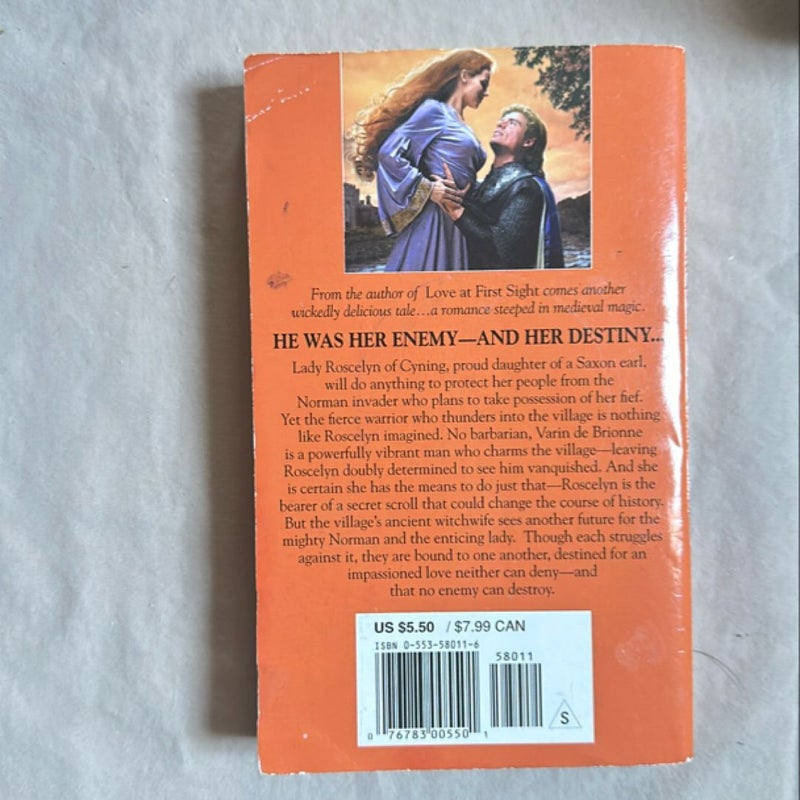 From the author of Love at First Sight comes another
wickedly delicious tale...a romance steeped in medieval magic.
HE WAS HER ENEMY—AND HER DESTINY...
Lady Roscelyn of Cyning, proud daughter of a Saxon earl,
will do anything to protect her people from the
Norman invader who plans to take possession of her fief.
Yet the fierce warrior who thunders into the village is nothing
like Roscelyn imagined. No barbarian, Varin de Brionne
is a powerfully vibrant man who charms the village—leaving
Roscelyn doubly determined to see him vanquished. And she
is certain she has the means to do just that—Roscelyn is the
bearer of a secret scroll that could change the course of history.
But the village's ancient witchwife sees another future for the
mighty Norman and the enticing lady. Though each struggles
against it, they are bound to one another, destined for an
impassioned love neither can deny—and
that no enemy can destroy.
US $5.50 / $7.99 CAN
ISBN 0-553-58011-6
58011
S
0 76783 00550 1